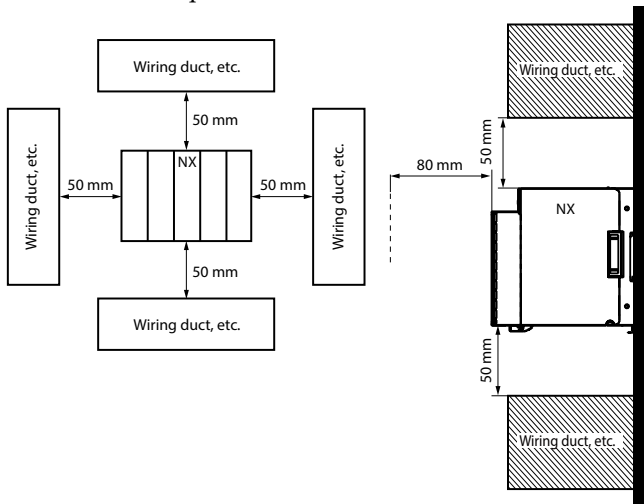 Wiring duct, etc.
50 mm
NX
Wiring duct, etc.
50 mm
50 mm
Wiring duct, etc.
50 mm
Wiring duct, etc.
Wiring duct, etc.
50 mm
80 mm
NX
50 mm
Wiring duct, etc.